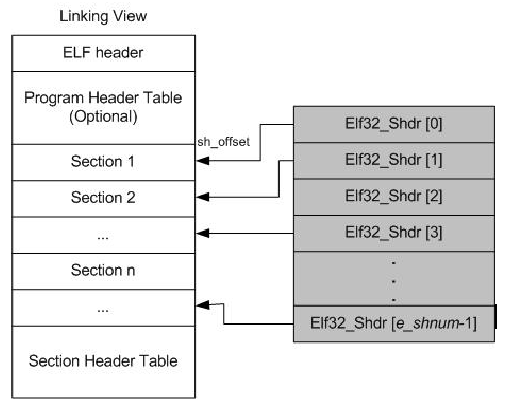 Linking View
ELF header
Program Header Table
(Optional)
sh_offset
Section 1
Section 2
...
Section n
...
Section Header Table
Elf32_Shdr [0]
Elf32_Shdr [1]
Elf32_Shdr [2]
Elf32_Shdr [3]
.
.
.
Elf32_Shdr [e_shnum-1]